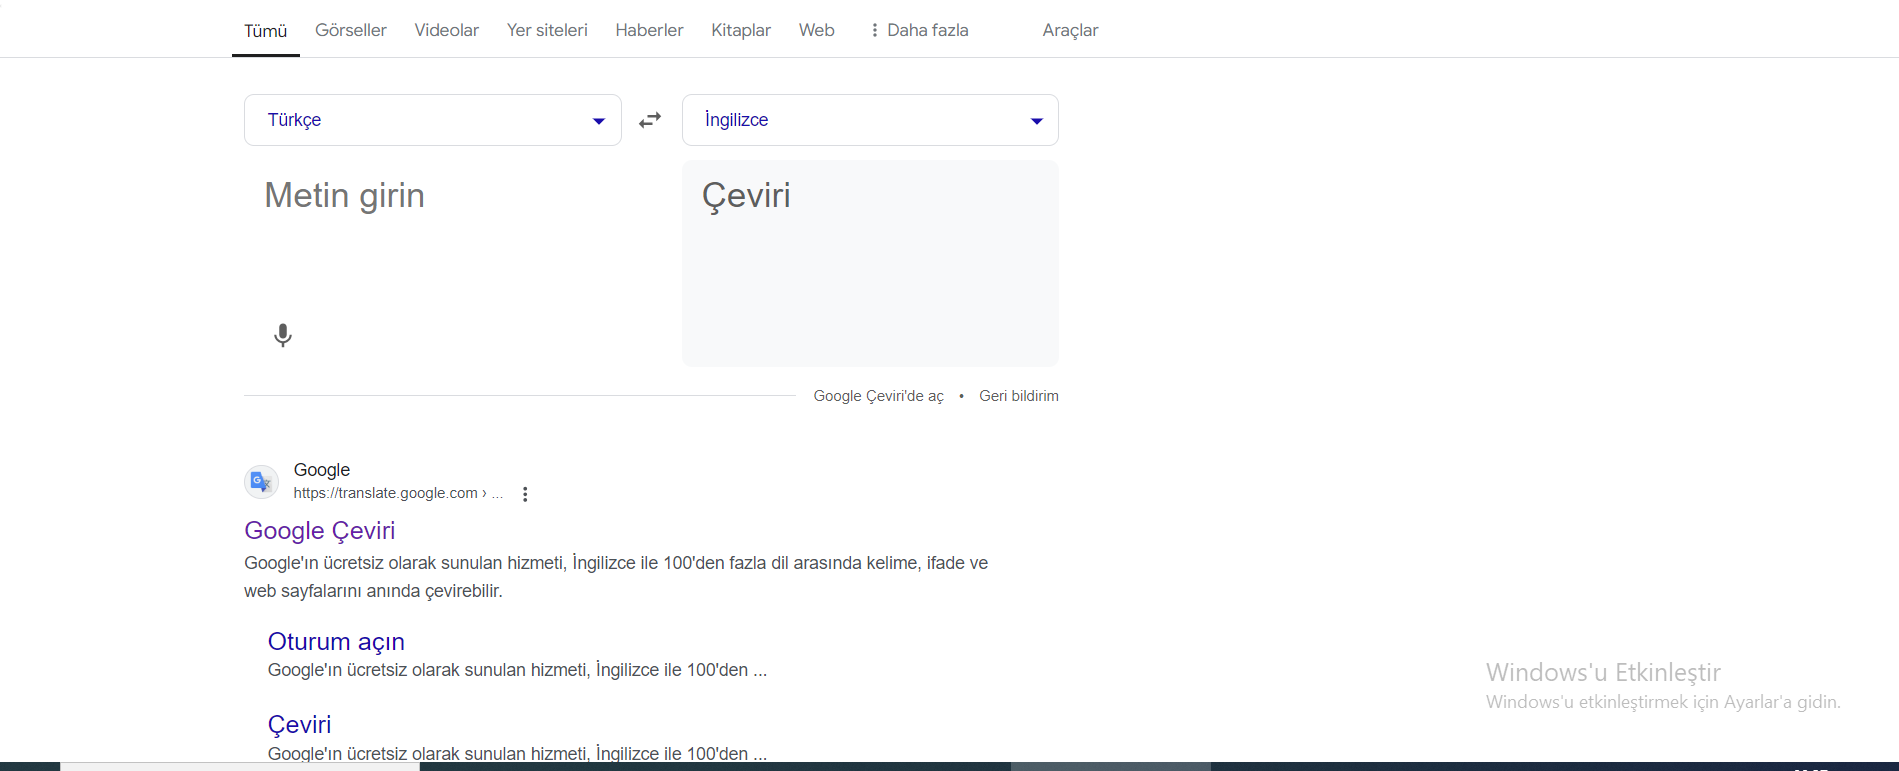 Tümü Görseller Videolar Yer siteleri Haberler Kitaplar Web Daha fazla Araçlar
Türkçe İngilizce
Metin girin Çeviri
Google Çeviri'de aç • Geri bildirim
Google
https://translate.google.com › ...
Google Çeviri
Google'ın ücretsiz olarak sunulan hizmeti, İngilizce ile 100'den fazla dil arasında kelime, ifade ve
web sayfalarını anında çevirebilir.
Oturum açın
Google'ın ücretsiz olarak sunulan hizmeti, İngilizce ile 100'den ...
Çeviri
Google'ın ücretsiz olarak sunulan hizmeti, İngilizce ile 100'den ...
Windows'u Etkinleştir
Windows'u etkinleştirmek için Ayarlar'a gidin.